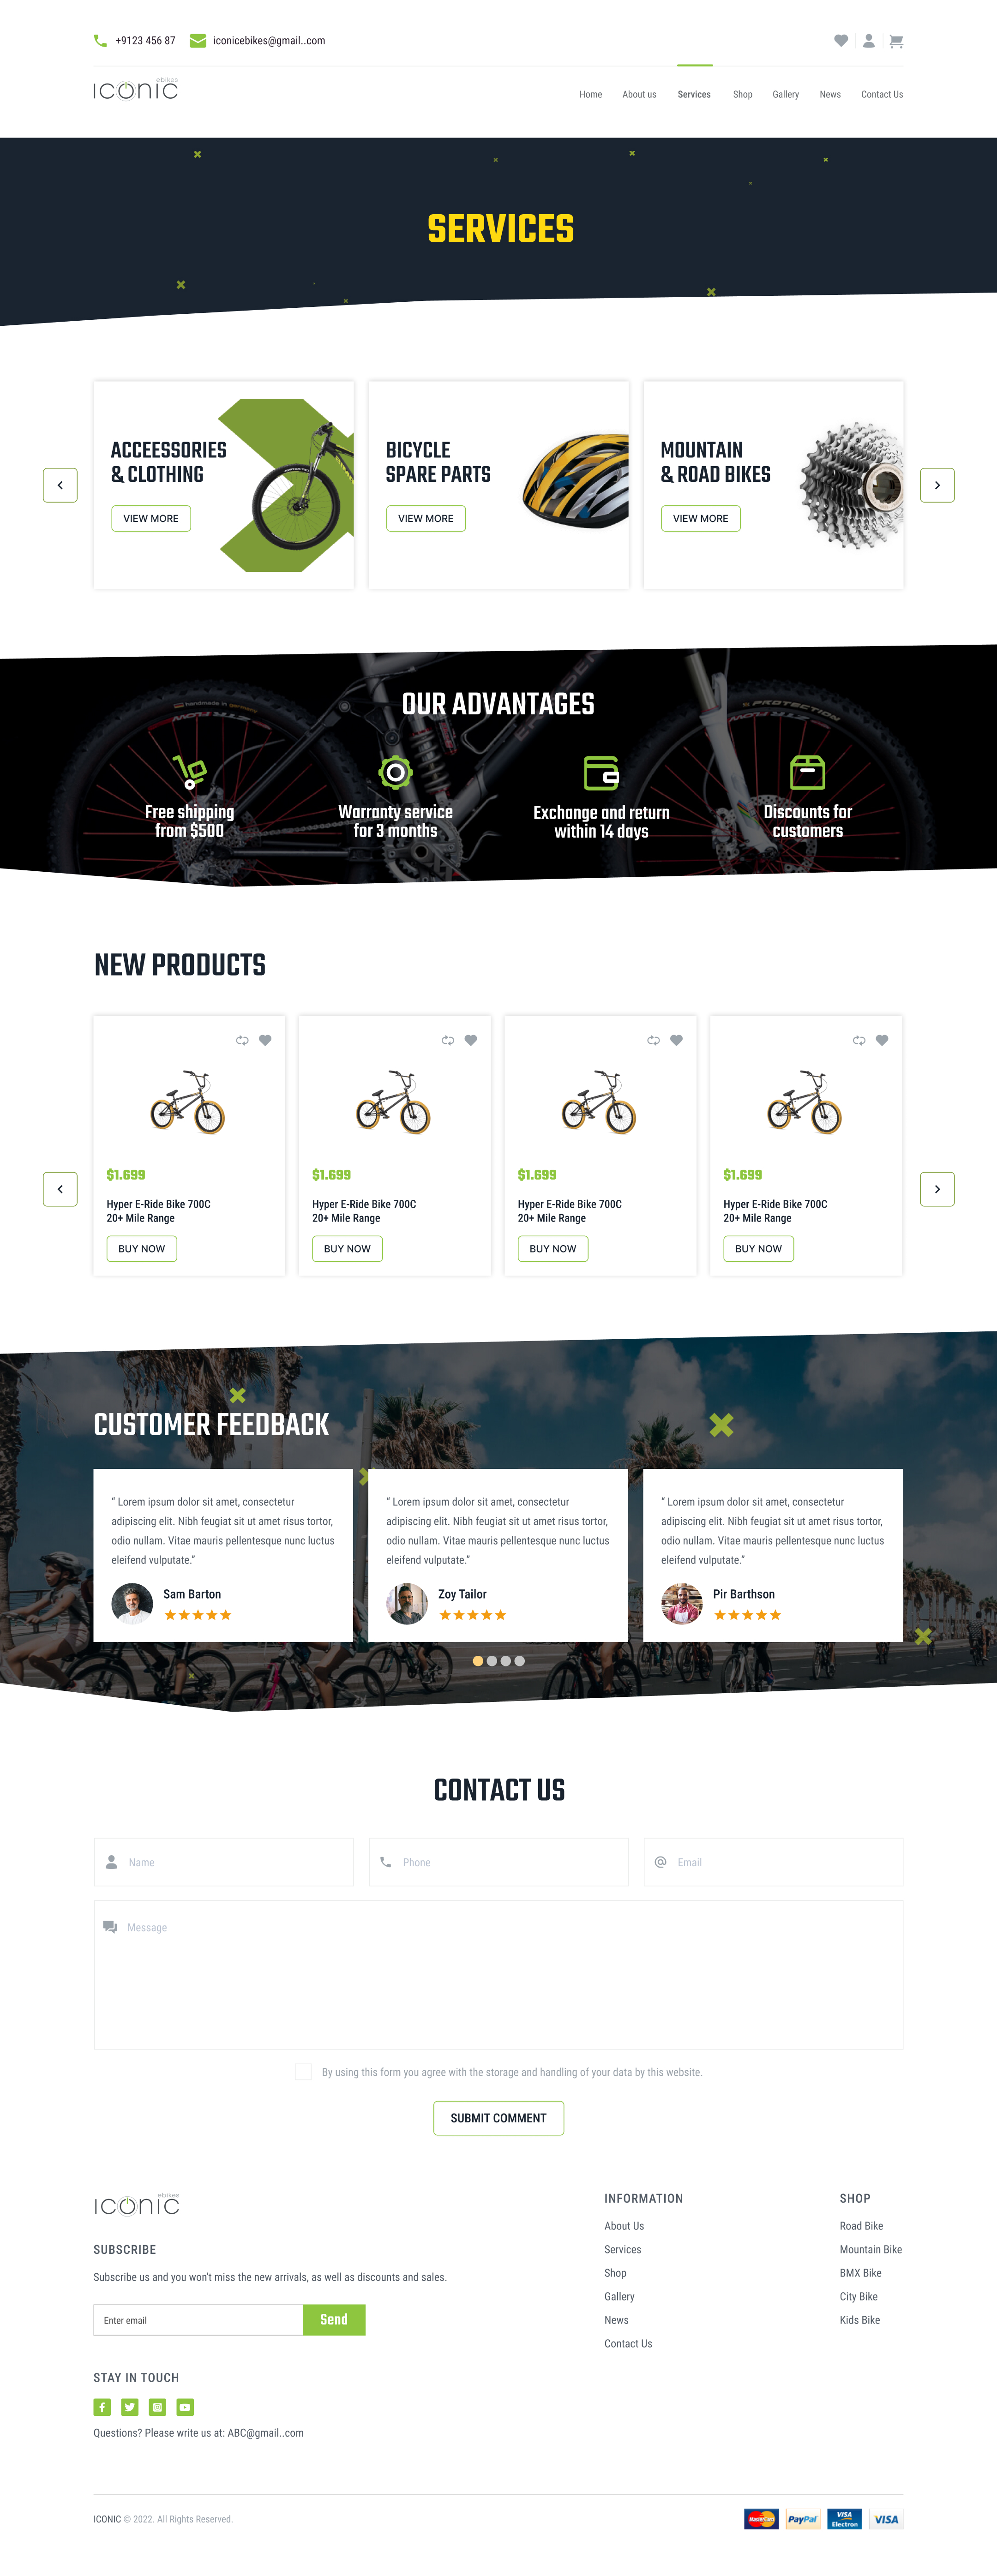 +9123 456 87
iconicebikes@gmail..com
ebikes
ICONIC
Home
About us
Services
Shop
Gallery
News
Contact Us
SERVICES
ACCEESSORIES
& CLOTHING
VIEW MORE
BICYCLE
SPARE PARTS
VIEW MORE
MOUNTAIN
& ROAD BIKES
VIEW MORE
OUR ADVANTAGES
handmade in germany
PROTECTION
Free shipping
from $500
Warranty service
for 3 months
Exchange and return
within 14 days
Discounts for
customers
NEW PRODUCTS
$1.699
Hyper E-Ride Bike 700C
20+ Mile Range
BUY NOW
$1.699
Hyper E-Ride Bike 700C
20+ Mile Range
BUY NOW
$1.699
Hyper E-Ride Bike 700C
20+ Mile Range
BUY NOW
$1.699
Hyper E-Ride Bike 700C
20+ Mile Range
BUY NOW
CUSTOMER FEEDBACK
“ Lorem ipsum dolor sit amet, consectetur
adipiscing elit. Nibh feugiat sit ut amet risus tortor,
odio nullam. Vitae mauris pellentesque nunc luctus
eleifend vulputate.”
Sam Barton
“ Lorem ipsum dolor sit amet, consectetur
adipiscing elit. Nibh feugiat sit ut amet risus tortor,
odio nullam. Vitae mauris pellentesque nunc luctus
eleifend vulputate.”
Zoy Tailor
“ Lorem ipsum dolor sit amet, consectetur
adipiscing elit. Nibh feugiat sit ut amet risus tortor,
odio nullam. Vitae mauris pellentesque nunc luctus
eleifend vulputate.”
Pir Barthson
CONTACT US
Name
Phone
Email
Message
By using this form you agree with the storage and handling of your data by this website.
SUBMIT COMMENT
ebikes
ICONIC
SUBSCRIBE
Subscribe us and you won't miss the new arrivals, as well as discounts and sales.
Enter email
Send
STAY IN TOUCH
Questions? Please write us at: ABC@gmail..com
INFORMATION
About Us
Services
Shop
Gallery
News
Contact Us
SHOP
Road Bike
Mountain Bike
BMX Bike
City Bike
Kids Bike
ICONIC © 2022. All Rights Reserved.
MasterCard
PayPal
VISA
Electron
VISA